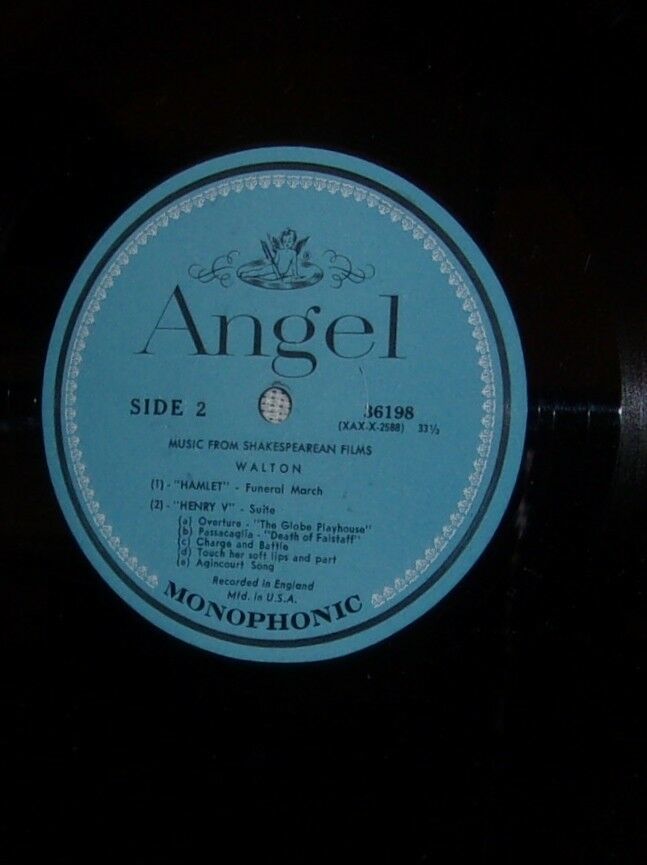 Angel
SIDE 2
36198
(XAX-X-2588) 33⅓
MUSIC FROM SHAKESPEAREAN FILMS
WALTON
(1) - "HAMLET" - Funeral March
(2) - "HENRY V" - Suite
(a) Overture - "The Globe Playhouse"
(b) Passacaglia - "Death of Falstaff"
(c) Charge and Battle
(d) Touch her soft lips and part
(e) Agincourt Song
Recorded in England
Mfd. in U.S.A.
MONOPHONIC